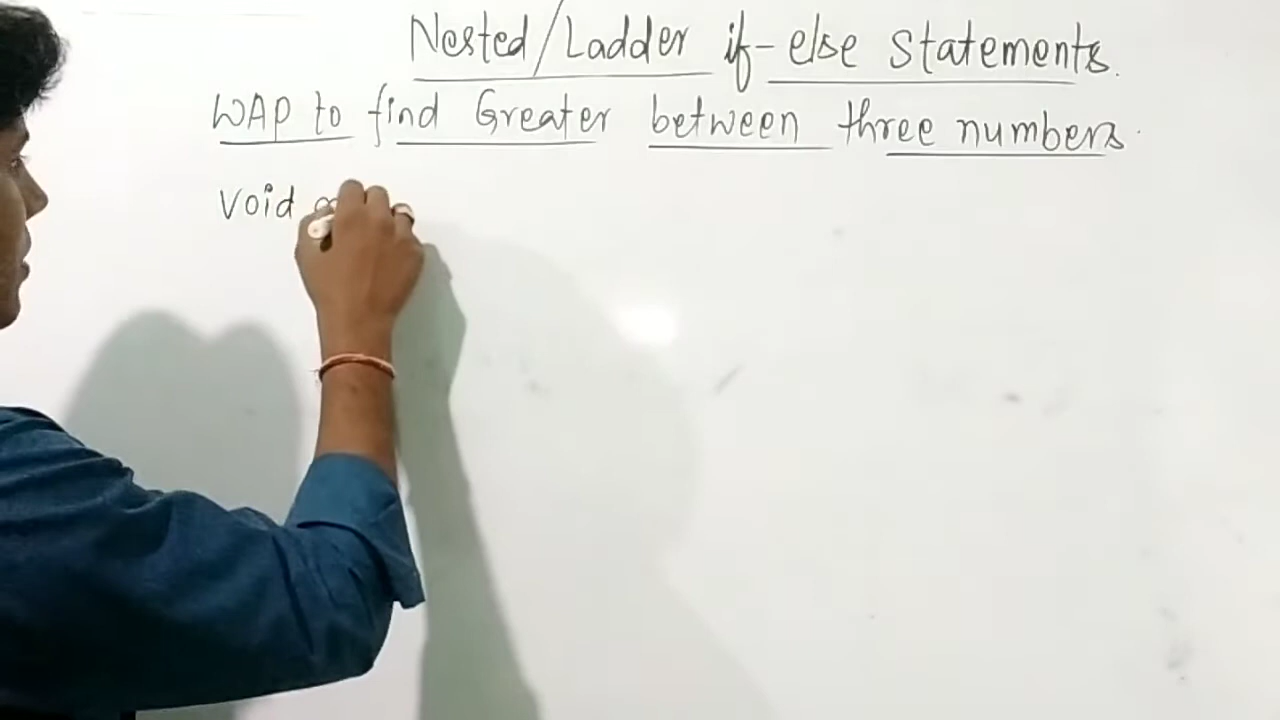 Nested/Ladder if-else Statements.
WAP to find Greater between three numbers.
Void